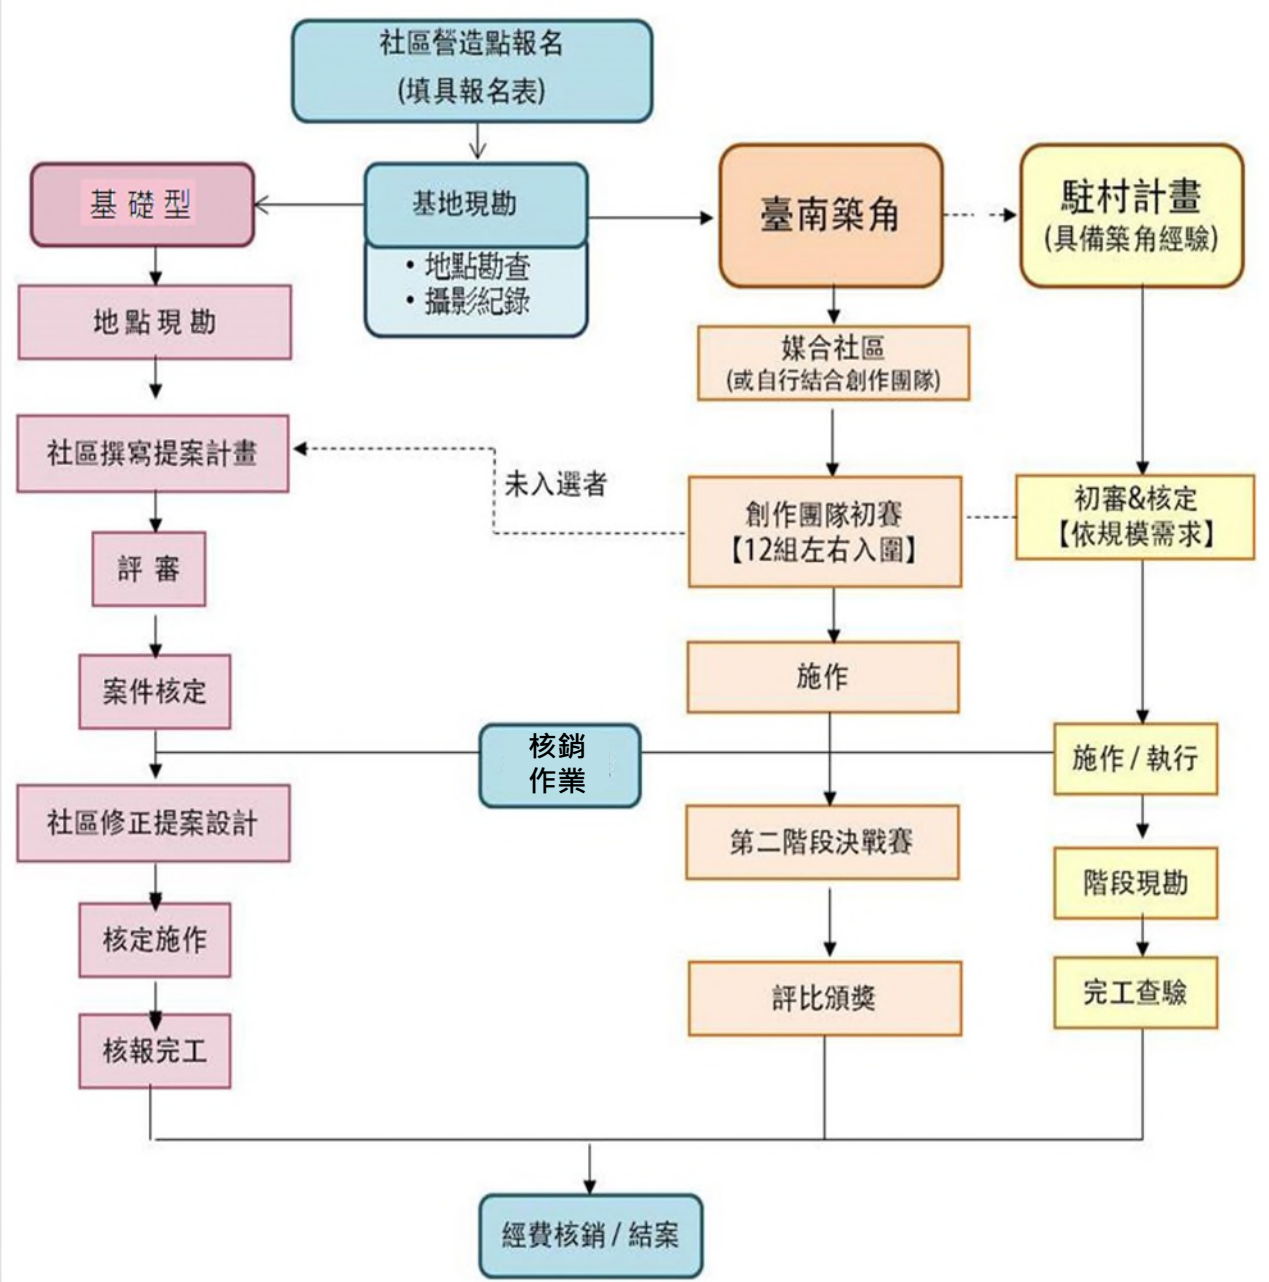 社區營造點報名
(填具報名表)
基礎型
基地現勘
• 地點勘查
• 攝影紀錄
臺南築角
駐村計畫
(具備築角經驗)
地點現勘
媒合社區
(或自行結合創作團隊)
社區撰寫提案計畫
未入選者
創作團隊初賽
【12組左右入圍】
初審&核定
【依規模需求】
評審
案件核定
施作
核銷
作業
施作 / 執行
社區修正提案設計
第二階段決戰賽
階段現勘
核定施作
評比頒獎
完工查驗
核報完工
經費核銷 / 結案